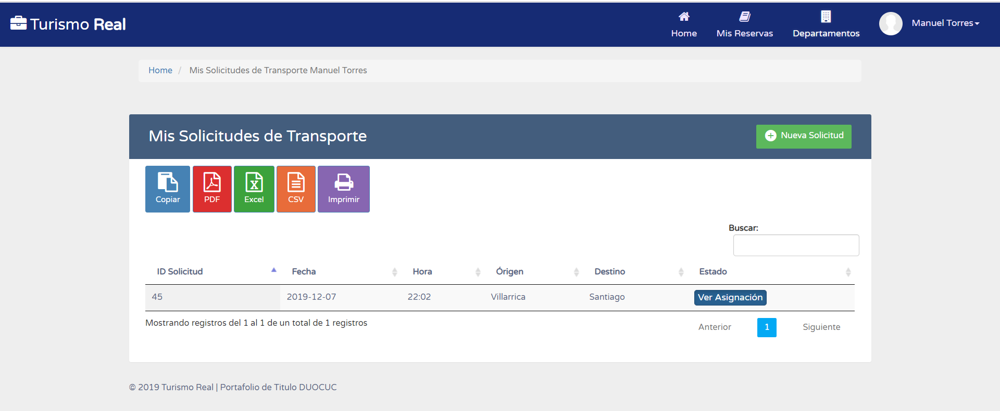 Turismo Real
Home
Mis Reservas
Departamentos
Manuel Torres
Home / Mis Solicitudes de Transporte Manuel Torres
Mis Solicitudes de Transporte
Nueva Solicitud
Copiar
PDF
Excel
CSV
Imprimir
Buscar:
ID Solicitud Fecha Hora Órigen Destino Estado
45 2019-12-07 22:02 Villarrica Santiago Ver Asignación
Mostrando registros del 1 al 1 de un total de 1 registros
Anterior 1 Siguiente
© 2019 Turismo Real | Portafolio de Titulo DUOCUC